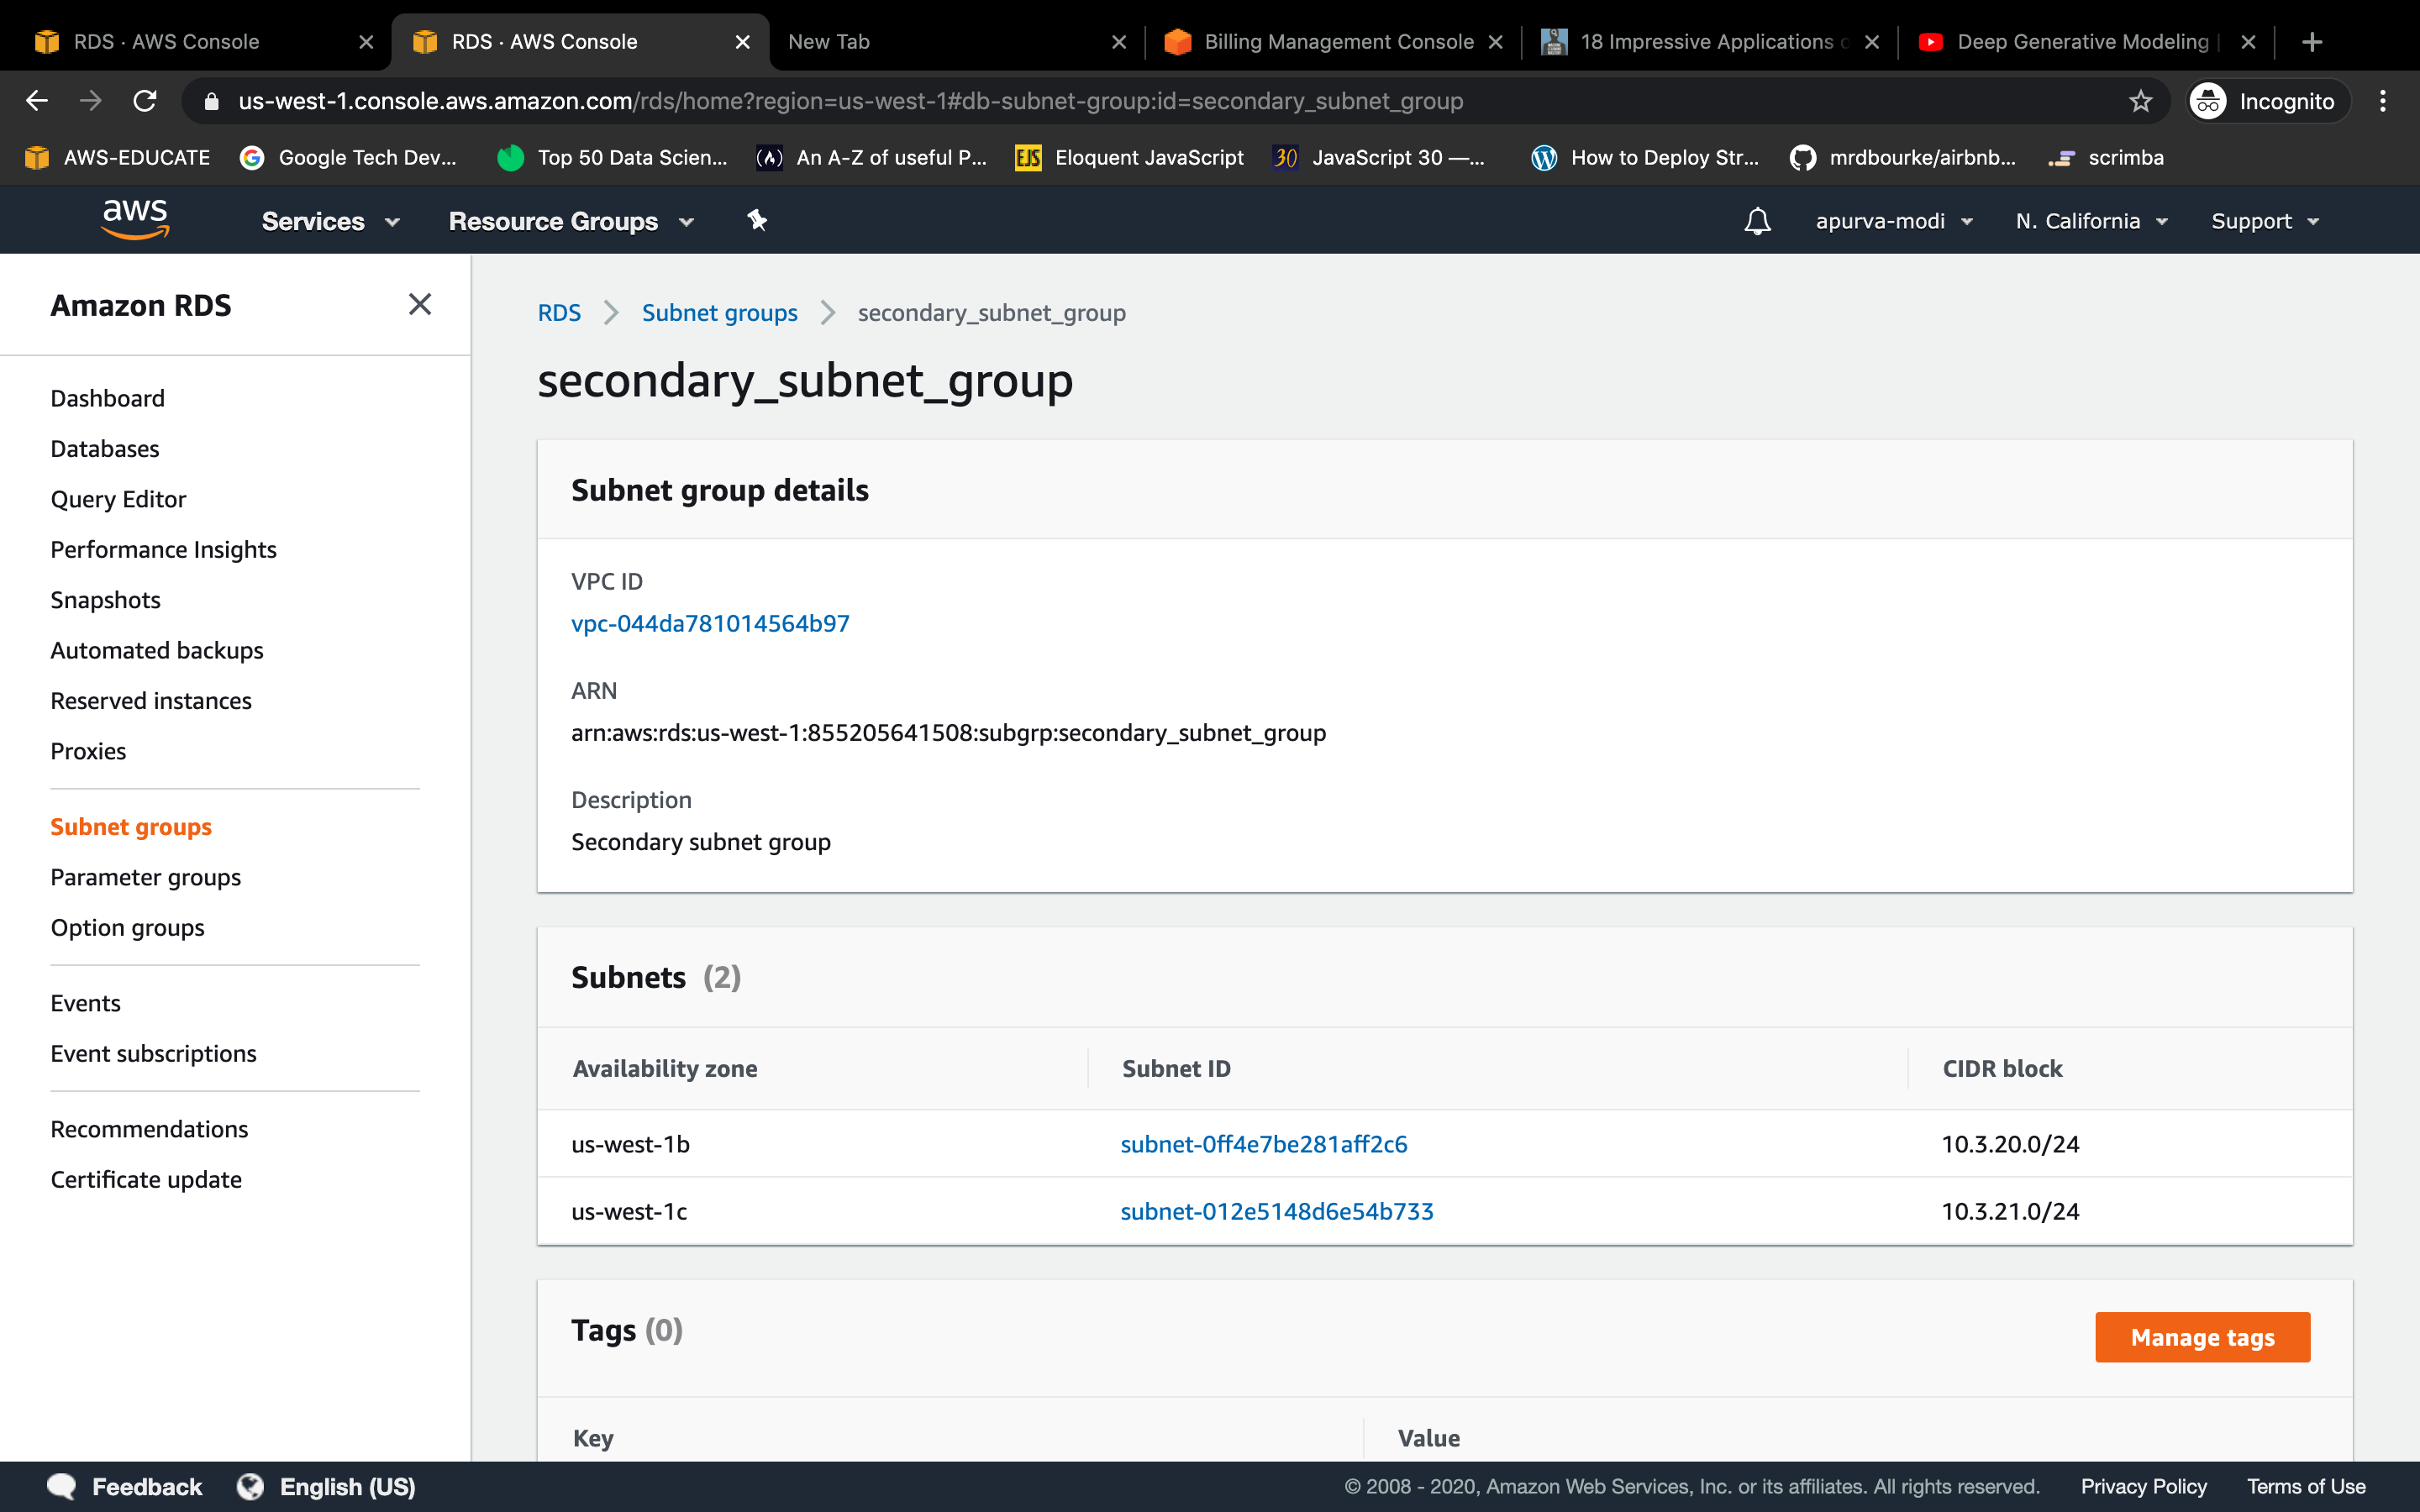 RDS · AWS Console
RDS · AWS Console
New Tab
Billing Management Console
18 Impressive Applications
Deep Generative Modeling
us-west-1.console.aws.amazon.com/rds/home?region=us-west-1#db-subnet-group:id=secondary_subnet_group
Incognito
AWS-EDUCATE
Google Tech Dev...
Top 50 Data Scien...
An A-Z of useful P...
EJS Eloquent JavaScript
30 JavaScript 30 —...
How to Deploy Str...
mrdbourke/airbnb...
scrimba
aws
Services
Resource Groups
apurva-modi
N. California
Support
Amazon RDS
Dashboard
Databases
Query Editor
Performance Insights
Snapshots
Automated backups
Reserved instances
Proxies
Subnet groups
Parameter groups
Option groups
Events
Event subscriptions
Recommendations
Certificate update
RDS
Subnet groups
secondary_subnet_group
secondary_subnet_group
Subnet group details
VPC ID
vpc-044da781014564b97
ARN
arn:aws:rds:us-west-1:855205641508:subgrp:secondary_subnet_group
Description
Secondary subnet group
Subnets (2)
Availability zone Subnet ID CIDR block
us-west-1b subnet-0ff4e7be281aff2c6 10.3.20.0/24
us-west-1c subnet-012e5148d6e54b733 10.3.21.0/24
Tags (0)
Manage tags
Key Value
Feedback
English (US)
© 2008 - 2020, Amazon Web Services, Inc. or its affiliates. All rights reserved.
Privacy Policy
Terms of Use